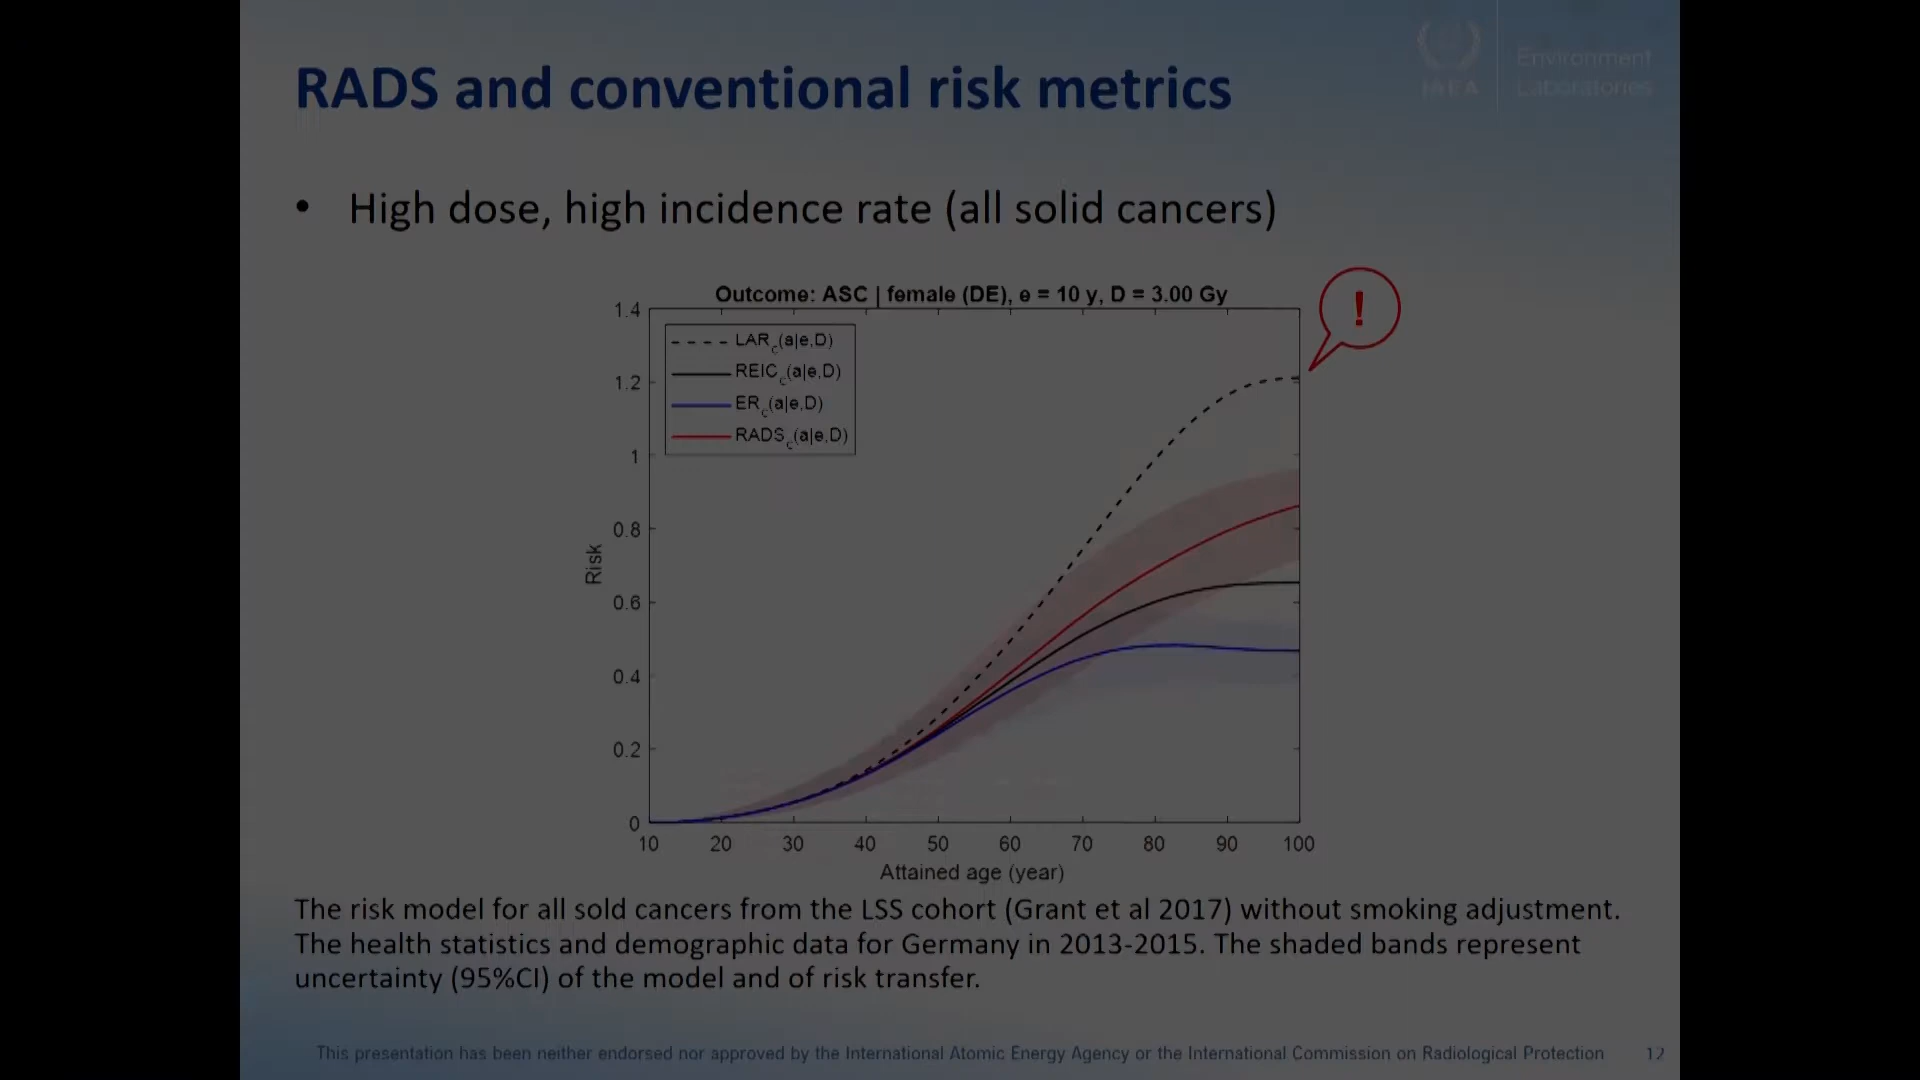 RADS and conventional risk metrics
IAEA
Environment
Laboratories
• High dose, high incidence rate (all solid cancers)
Outcome: ASC | female (DE), e = 10 y, D = 3.00 Gy
!
LARc(a|e,D)
REICc(a|e,D)
ERc(a|e,D)
RADSc(a|e,D)
1.4
1.2
1
0.8
0.6
0.4
0.2
0
Risk
10 20 30 40 50 60 70 80 90 100
Attained age (year)
The risk model for all sold cancers from the LSS cohort (Grant et al 2017) without smoking adjustment.
The health statistics and demographic data for Germany in 2013-2015. The shaded bands represent
uncertainty (95%CI) of the model and of risk transfer.
This presentation has been neither endorsed nor approved by the International Atomic Energy Agency or the International Commission on Radiological Protection 12